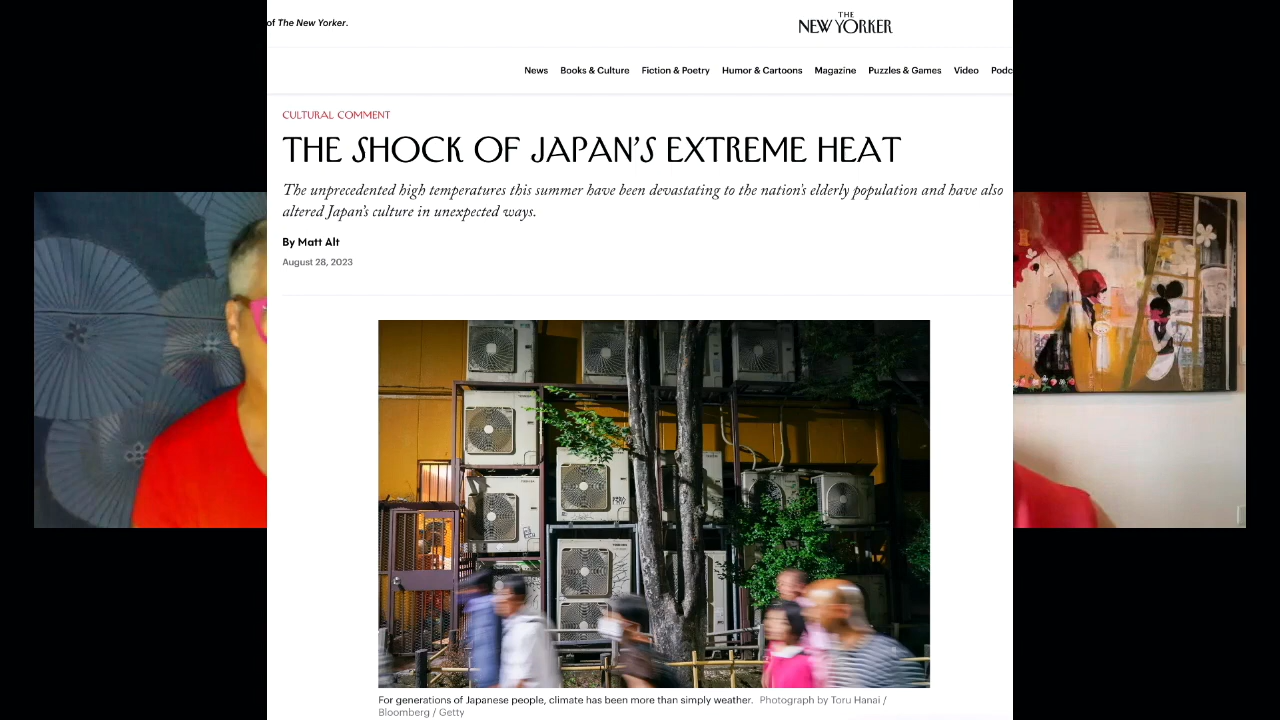 of The New Yorker.
THE
NEW YORKER
News Books & Culture Fiction & Poetry Humor & Cartoons Magazine Puzzles & Games Video Podc
CULTURAL COMMENT
THE SHOCK OF JAPAN'S EXTREME HEAT
The unprecedented high temperatures this summer have been devastating to the nation's elderly population and have also
altered Japan's culture in unexpected ways.
By Matt Alt
August 28, 2023
For generations of Japanese people, climate has been more than simply weather. Photograph by Toru Hanai /
Bloomberg / Getty